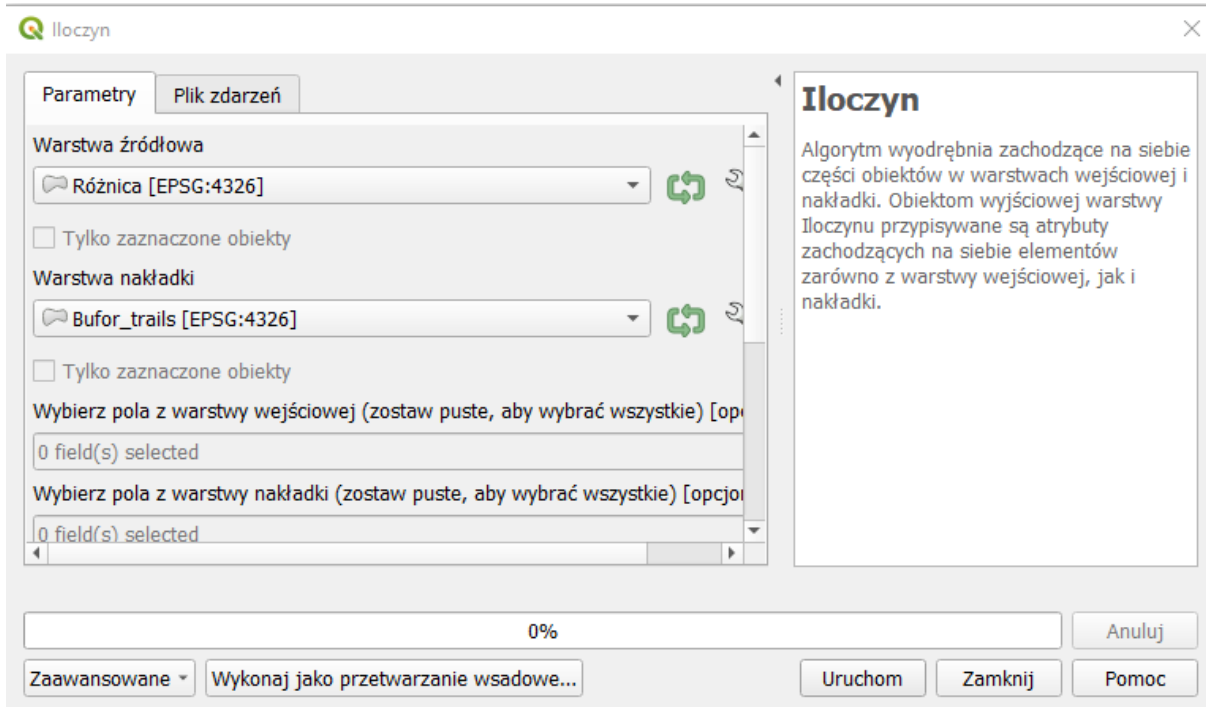 Iloczyn
Parametry
Plik zdarzeń
Warstwa źródłowa
Różnica [EPSG:4326]
Tylko zaznaczone obiekty
Warstwa nakładki
Bufor_trails [EPSG:4326]
Tylko zaznaczone obiekty
Wybierz pola z warstwy wejściowej (zostaw puste, aby wybrać wszystkie) [op
0 field(s) selected
Wybierz pola z warstwy nakładki (zostaw puste, aby wybrać wszystkie) [opcjo
0 field(s) selected
Iloczyn
Algorytm wyodrębnia zachodzące na siebie
części obiektów w warstwach wejściowej i
nakładki. Obiektom wyjściowej warstwy
Iloczynu przypisywane są atrybuty
zachodzących na siebie elementów
zarówno z warstwy wejściowej, jak i
nakładki.
0%
Anuluj
Zaawansowane
Wykonaj jako przetwarzanie wsadowe...
Uruchom
Zamknij
Pomoc